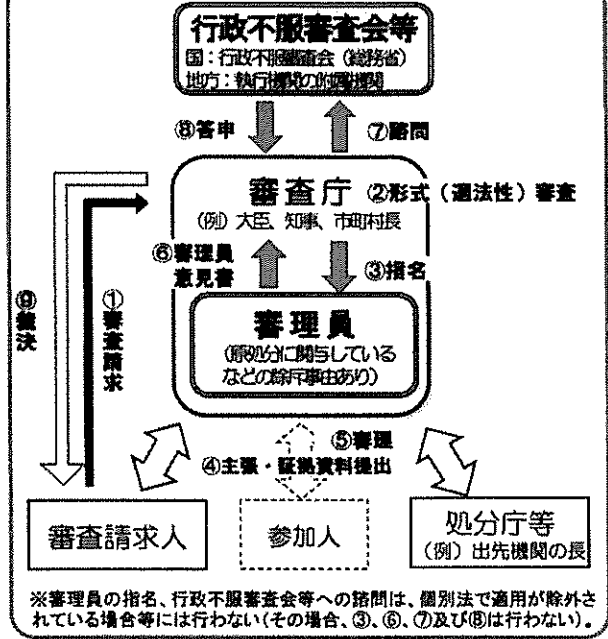 行政不服審査会等
国：行政不服審査会（総務省）
地方：執行機関の附属機関
⑧答申
⑦諮問
審査庁
②形式（適法性）審査
（例）大臣、知事、市町村長
⑥審理員
意見書
③指名
審理員
（原処分に関与している
などの除斥事由あり）
⑨裁決
①審査請求
⑤審理
④主張・証拠資料提出
審査請求人
参加人
処分庁等
（例）出先機関の長
※審理員の指名、行政不服審査会等への諮問は、個別法で適用が除外さ
れている場合等には行わない（その場合、③、⑥、⑦及び⑧は行わない）。